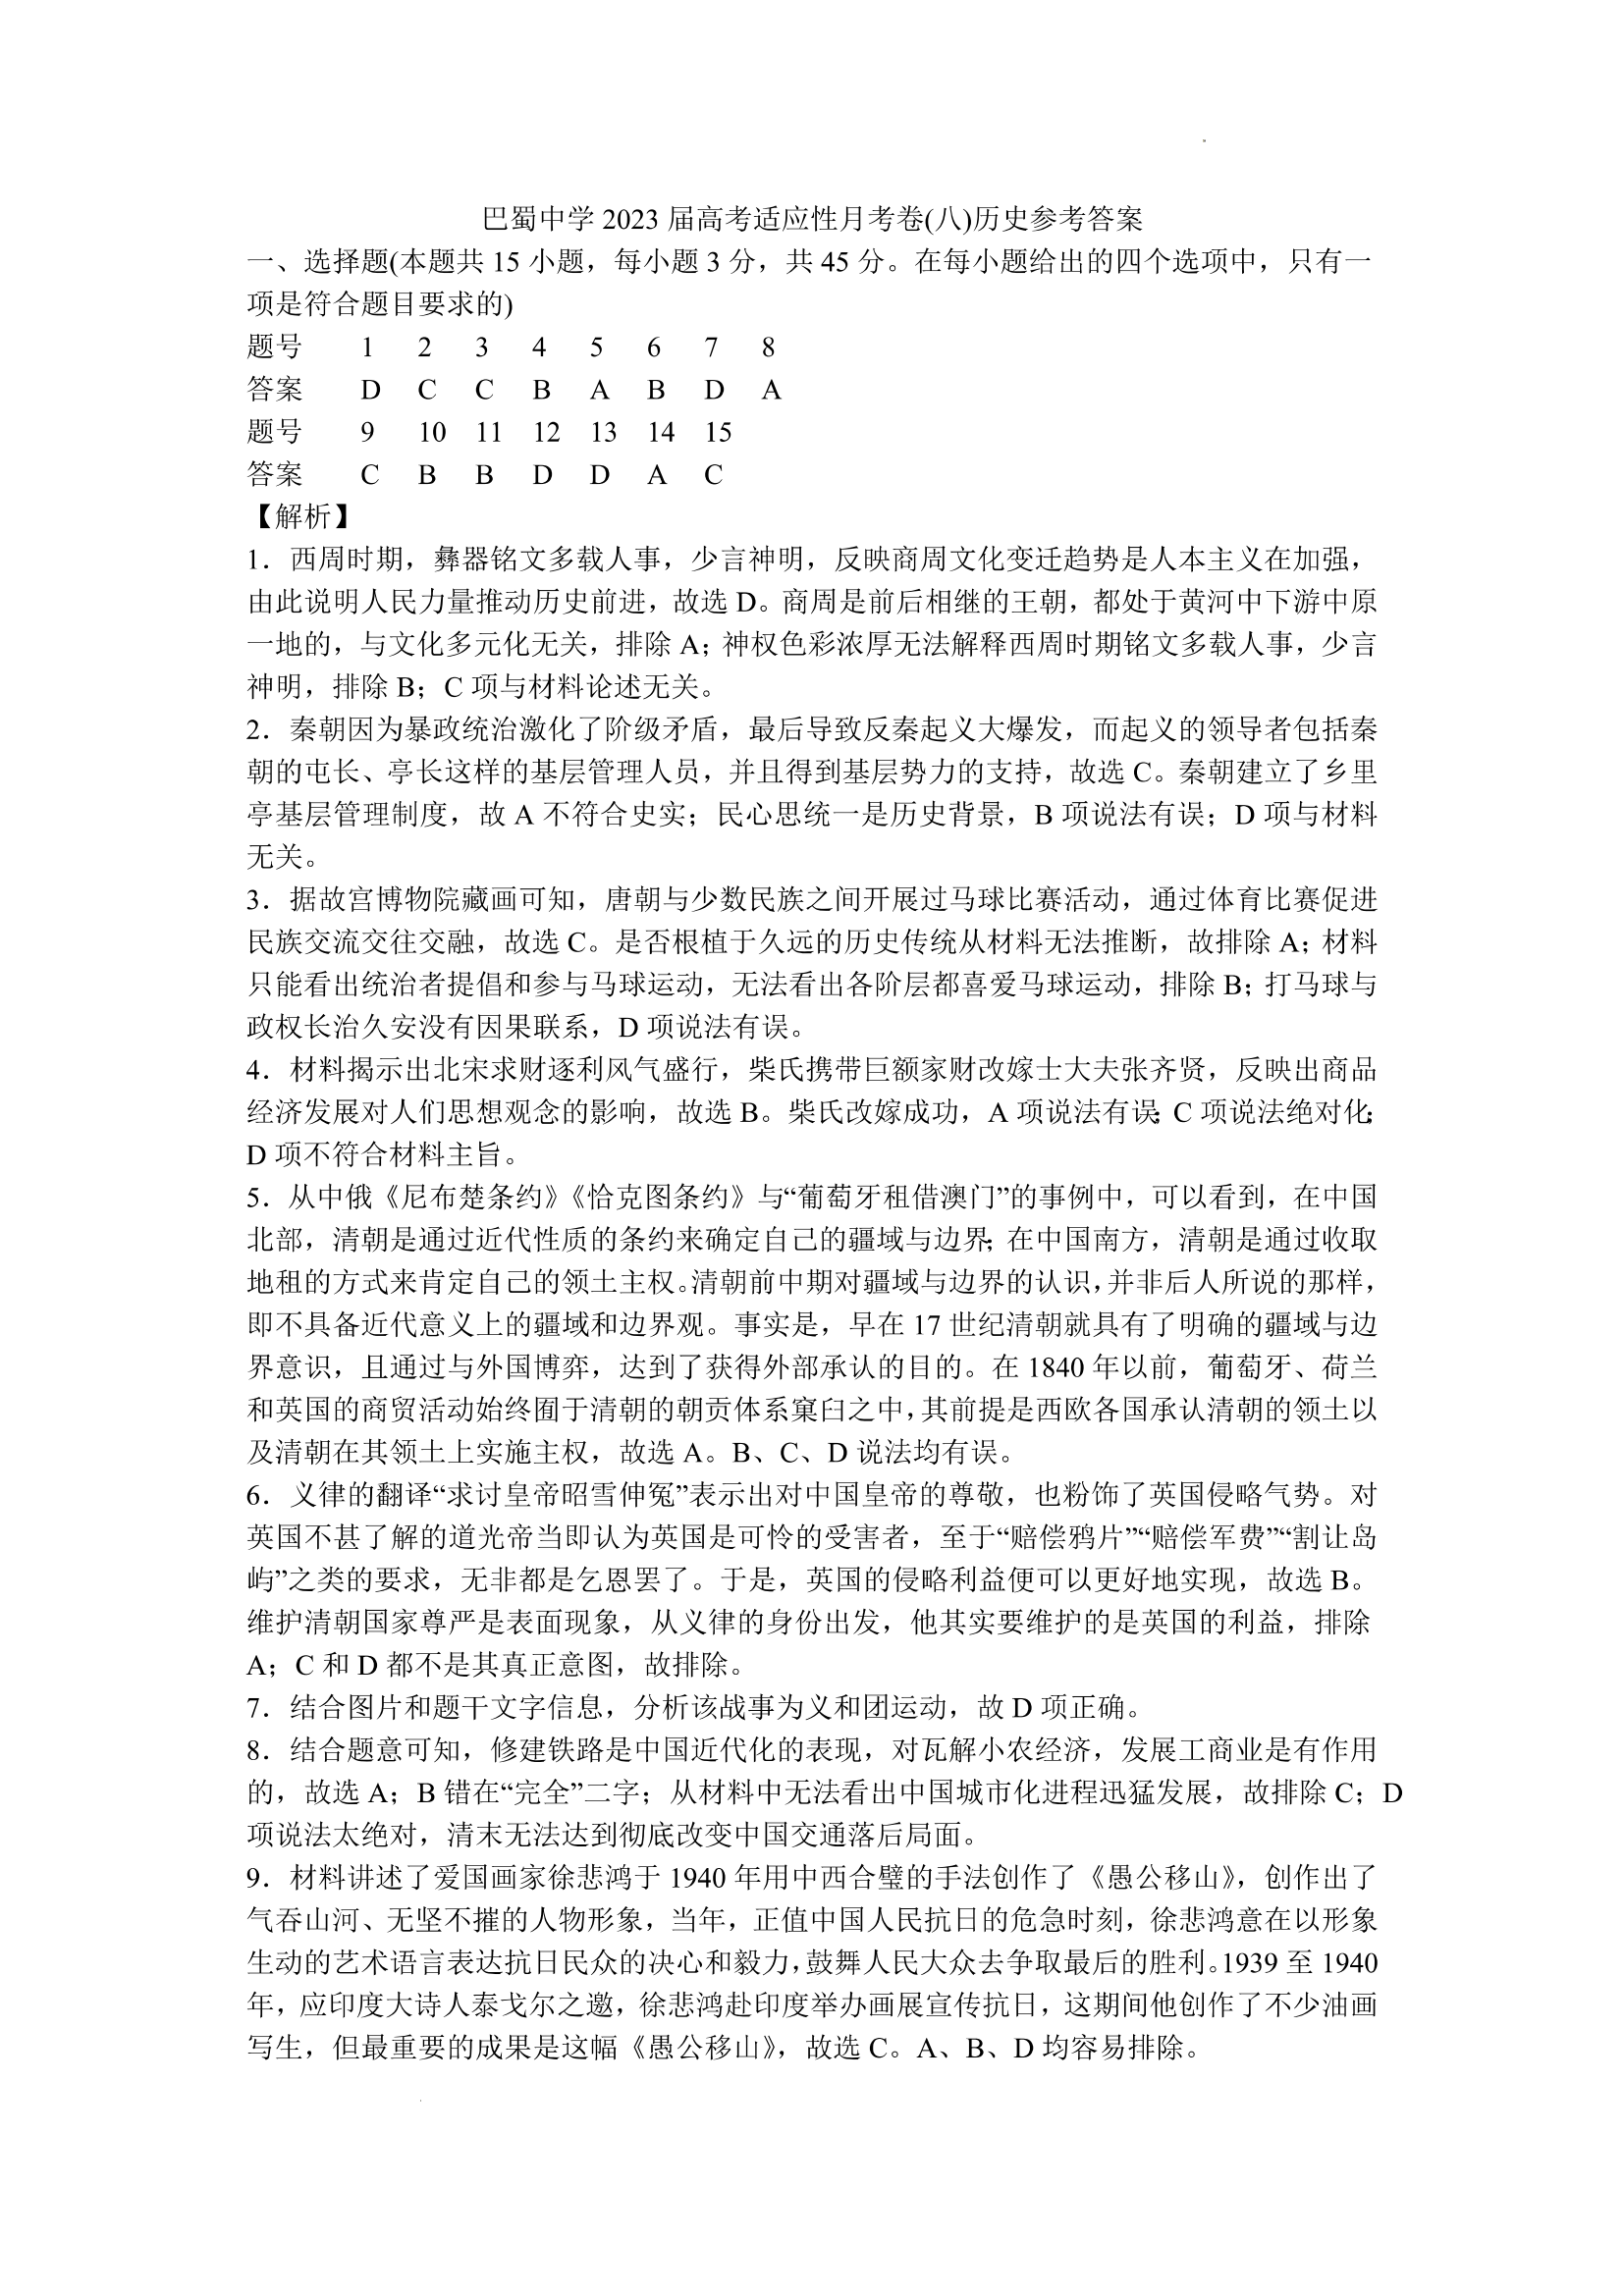 巴蜀中学 2023 届高考适应性月考卷(八)历史参考答案
一、选择题(本题共 15 小题，每小题 3 分，共 45 分。在每小题给出的四个选项中，只有一
项是符合题目要求的)
题号 1 2 3 4 5 6 7 8
答案 D C C B A B D A
题号 9 10 11 12 13 14 15
答案 C B B D D A C
【解析】
1．西周时期，彝器铭文多载人事，少言神明，反映商周文化变迁趋势是人本主义在加强，
由此说明人民力量推动历史前进，故选 D。商周是前后相继的王朝，都处于黄河中下游中原
一地的，与文化多元化无关，排除 A；神权色彩浓厚无法解释西周时期铭文多载人事，少言
神明，排除 B；C 项与材料论述无关。
2．秦朝因为暴政统治激化了阶级矛盾，最后导致反秦起义大爆发，而起义的领导者包括秦
朝的屯长、亭长这样的基层管理人员，并且得到基层势力的支持，故选 C。秦朝建立了乡里
亭基层管理制度，故 A 不符合史实；民心思统一是历史背景，B 项说法有误；D 项与材料
无关。
3．据故宫博物院藏画可知，唐朝与少数民族之间开展过马球比赛活动，通过体育比赛促进
民族交流交往交融，故选 C。是否根植于久远的历史传统从材料无法推断，故排除 A；材料
只能看出统治者提倡和参与马球运动，无法看出各阶层都喜爱马球运动，排除 B；打马球与
政权长治久安没有因果联系，D 项说法有误。
4．材料揭示出北宋求财逐利风气盛行，柴氏携带巨额家财改嫁士大夫张齐贤，反映出商品
经济发展对人们思想观念的影响，故选 B。柴氏改嫁成功，A 项说法有误；C 项说法绝对化；
D 项不符合材料主旨。
5．从中俄《尼布楚条约》《恰克图条约》与“葡萄牙租借澳门”的事例中，可以看到，在中国
北部，清朝是通过近代性质的条约来确定自己的疆域与边界；在中国南方，清朝是通过收取
地租的方式来肯定自己的领土主权。清朝前中期对疆域与边界的认识，并非后人所说的那样，
即不具备近代意义上的疆域和边界观。事实是，早在 17 世纪清朝就具有了明确的疆域与边
界意识，且通过与外国博弈，达到了获得外部承认的目的。在 1840 年以前，葡萄牙、荷兰
和英国的商贸活动始终囿于清朝的朝贡体系窠臼之中，其前提是西欧各国承认清朝的领土以
及清朝在其领土上实施主权，故选 A。B、C、D 说法均有误。
6．义律的翻译“求讨皇帝昭雪伸冤”表示出对中国皇帝的尊敬，也粉饰了英国侵略气势。对
英国不甚了解的道光帝当即认为英国是可怜的受害者，至于“赔偿鸦片”“赔偿军费”“割让岛
屿”之类的要求，无非都是乞恩罢了。于是，英国的侵略利益便可以更好地实现，故选 B。
维护清朝国家尊严是表面现象，从义律的身份出发，他其实要维护的是英国的利益，排除
A；C 和 D 都不是其真正意图，故排除。
7．结合图片和题干文字信息，分析该战事为义和团运动，故 D 项正确。
8．结合题意可知，修建铁路是中国近代化的表现，对瓦解小农经济，发展工商业是有作用
的，故选 A；B 错在“完全”二字；从材料中无法看出中国城市化进程迅猛发展，故排除 C；D
项说法太绝对，清末无法达到彻底改变中国交通落后局面。
9．材料讲述了爱国画家徐悲鸿于 1940 年用中西合璧的手法创作了《愚公移山》，创作出了
气吞山河、无坚不摧的人物形象，当年，正值中国人民抗日的危急时刻，徐悲鸿意在以形象
生动的艺术语言表达抗日民众的决心和毅力，鼓舞人民大众去争取最后的胜利。1939 至 1940
年，应印度大诗人泰戈尔之邀，徐悲鸿赴印度举办画展宣传抗日，这期间他创作了不少油画
写生，但最重要的成果是这幅《愚公移山》，故选 C。A、B、D 均容易排除。